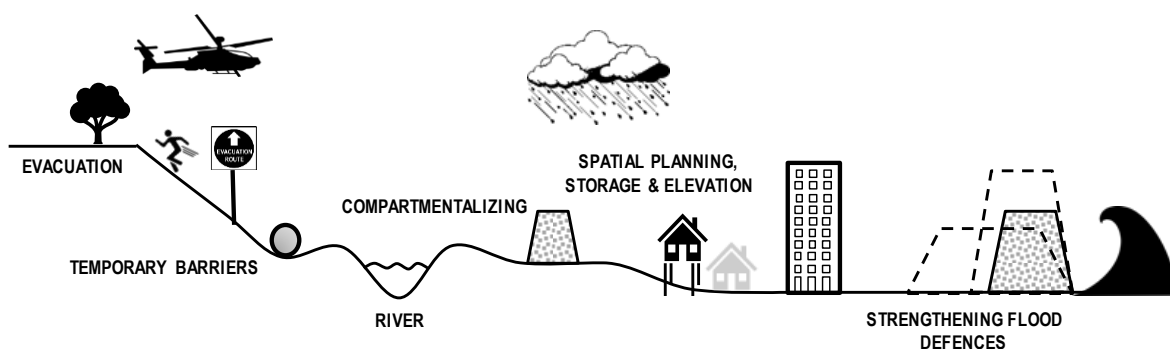 EVACUATION
EVACUATION
ROUTE
TEMPORARY BARRIERS
COMPARTMENTALIZING
RIVER
SPATIAL PLANNING,
STORAGE & ELEVATION
STRENGTHENING FLOOD
DEFENCES